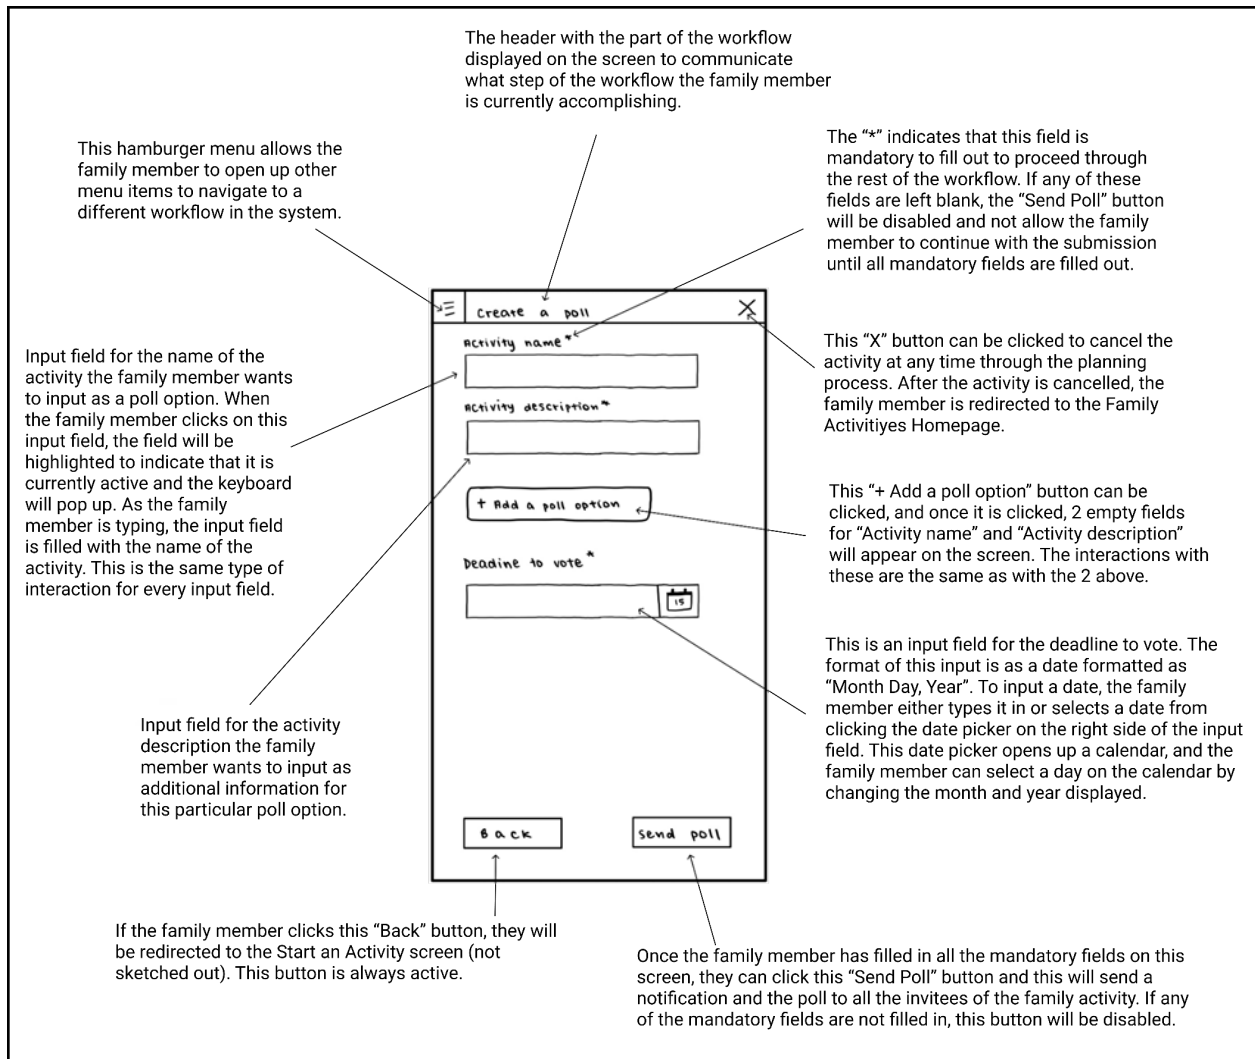 The header with the part of the workflow
displayed on the screen to communicate
what step of the workflow the family member
is currently accomplishing.
This hamburger menu allows the
family member to open up other
menu items to navigate to a
different workflow in the system.
The “*” indicates that this field is
mandatory to fill out to proceed through
the rest of the workflow. If any of these
fields are left blank, the “Send Poll” button
will be disabled and not allow the family
member to continue with the submission
until all mandatory fields are filled out.
Create a poll
Activity name*
Activity description*
+ Add a poll option
Deadine to vote*
15
Back
Send poll
This “X” button can be clicked to cancel the
activity at any time through the planning
process. After the activity is cancelled, the
family member is redirected to the Family
Activitiyes Homepage.
Input field for the name of the
activity the family member wants
to input as a poll option. When
the family member clicks on this
input field, the field will be
highlighted to indicate that it is
currently active and the keyboard
will pop up. As the family
member is typing, the input field
is filled with the name of the
activity. This is the same type of
interaction for every input field.
This “+ Add a poll option” button can be
clicked, and once it is clicked, 2 empty fields
for “Activity name” and “Activity description”
will appear on the screen. The interactions with
these are the same as with the 2 above.
This is an input field for the deadline to vote. The
format of this input is as a date formatted as
“Month Day, Year”. To input a date, the family
member either types it in or selects a date from
clicking the date picker on the right side of the input
field. This date picker opens up a calendar, and the
family member can select a day on the calendar by
changing the month and year displayed.
Input field for the activity
description the family
member wants to input as
additional information for
this particular poll option.
If the family member clicks this “Back” button, they will
be redirected to the Start an Activity screen (not
sketched out). This button is always active.
Once the family member has filled in all the mandatory fields on this
screen, they can click this “Send Poll” button and this will send a
notification and the poll to all the invitees of the family activity. If any
of the mandatory fields are not filled in, this button will be disabled.